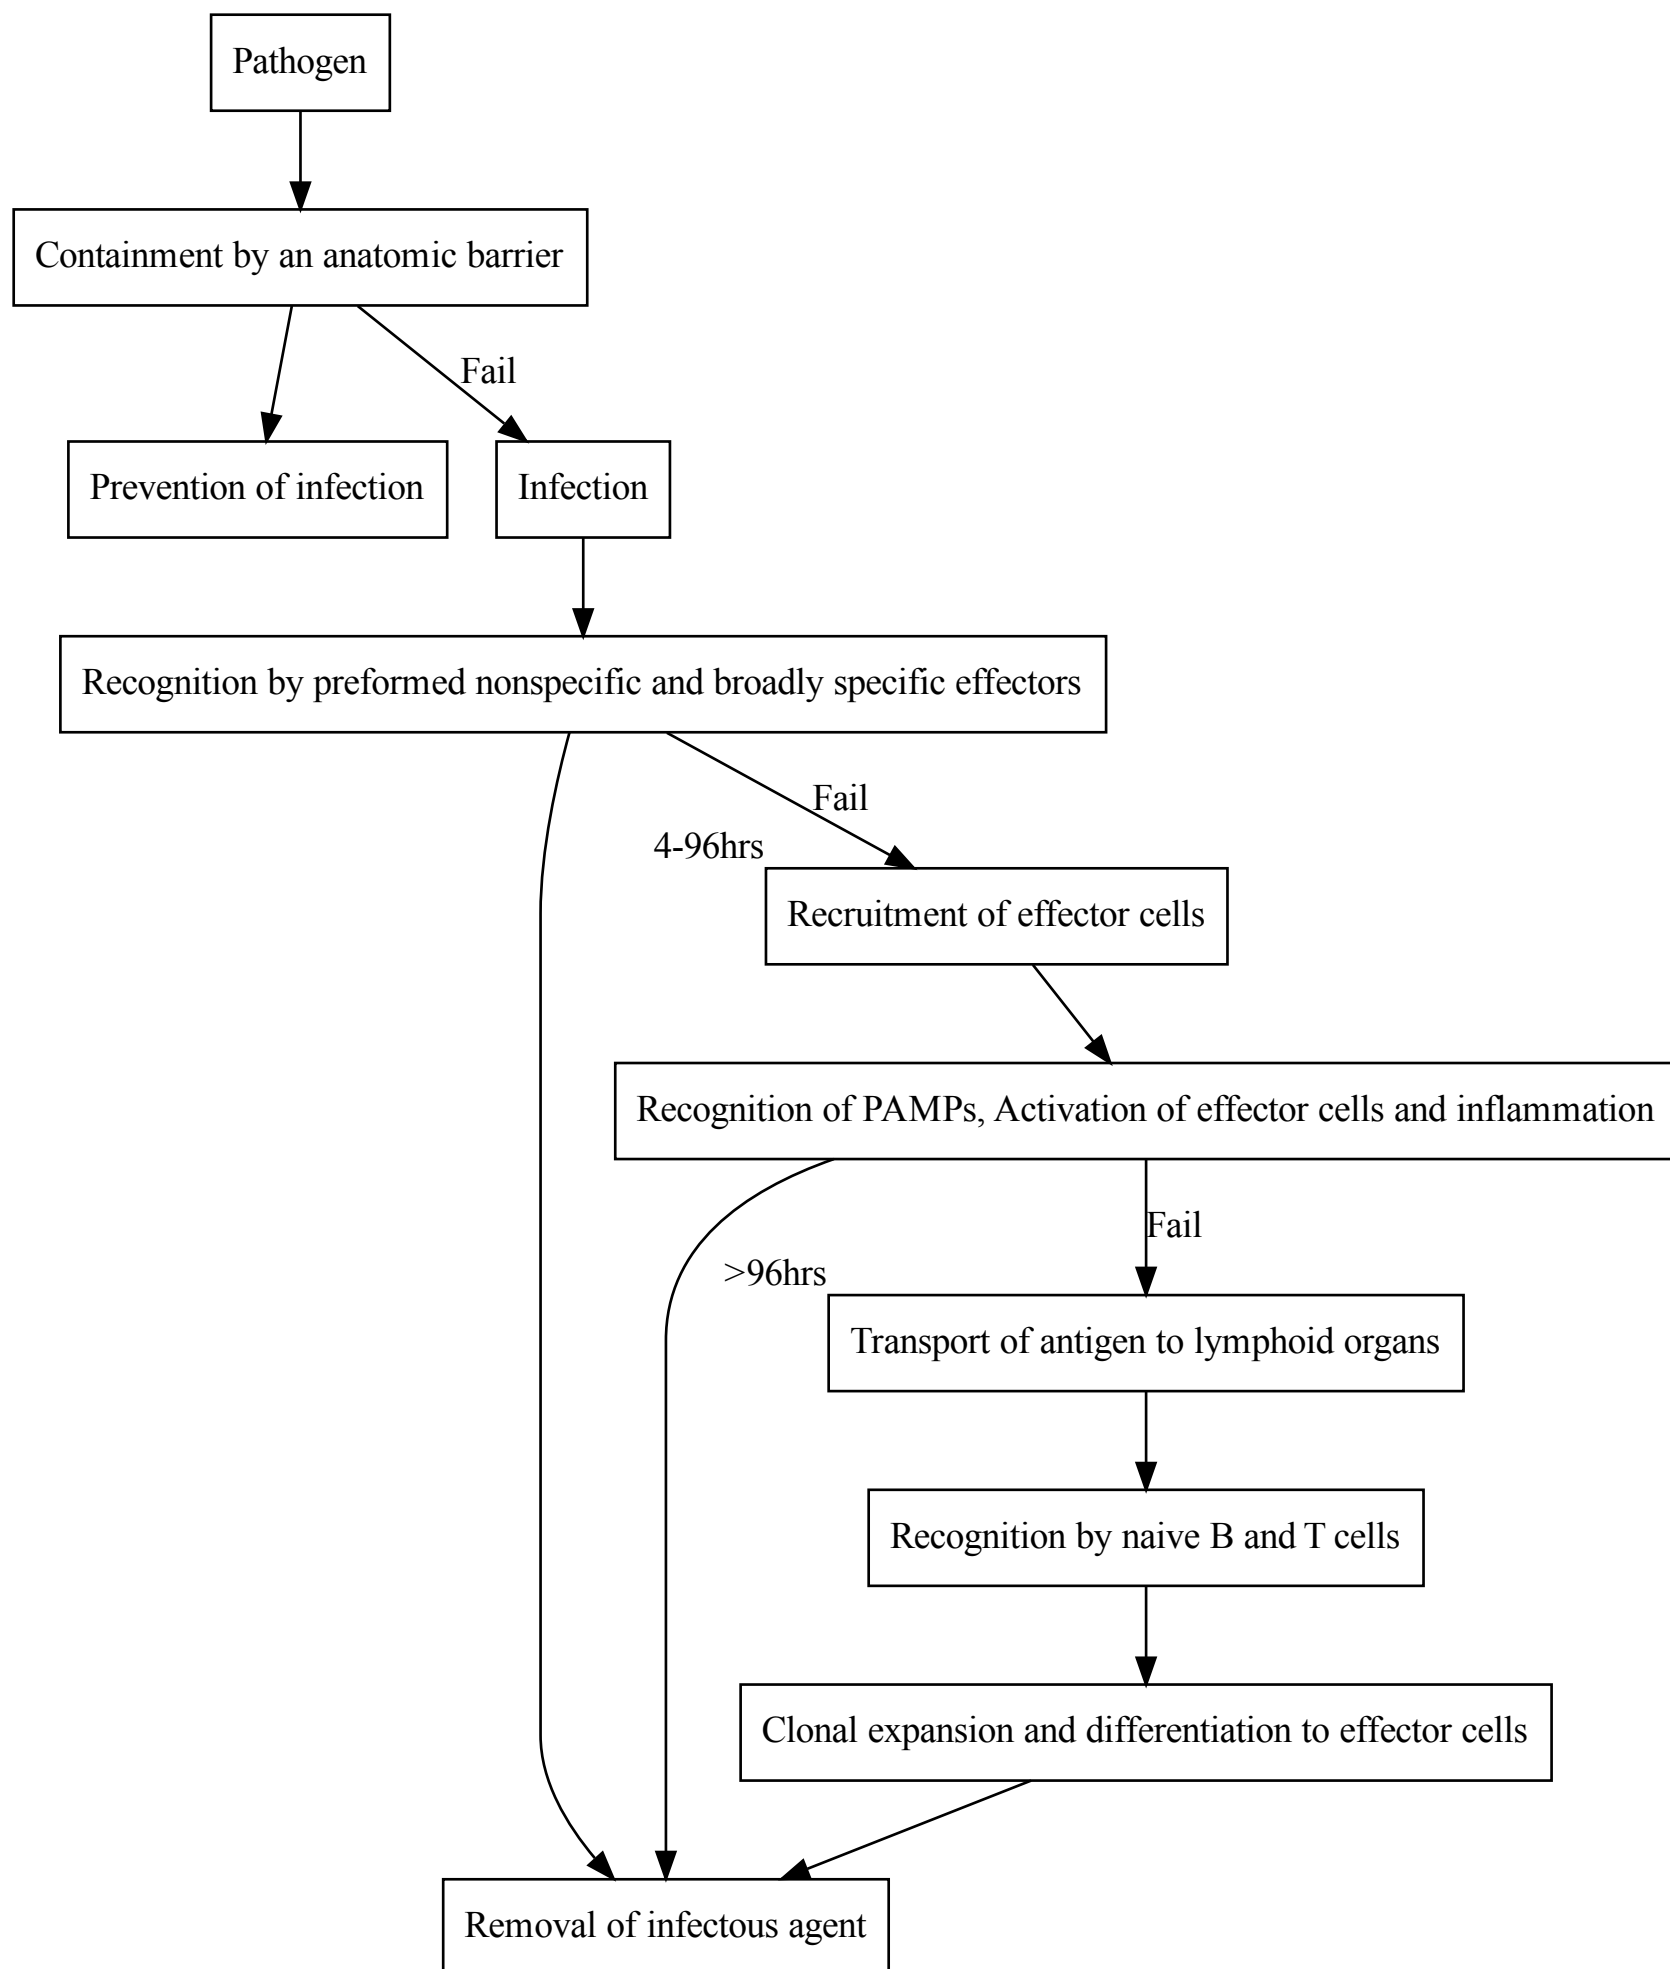 Pathogen
Containment by an anatomic barrier
Fail
Prevention of infection
Infection
Recognition by preformed nonspecific and broadly specific effectors
Fail
4-96hrs
Recruitment of effector cells
Recognition of PAMPs, Activation of effector cells and inflammation
Fail
>96hrs
Transport of antigen to lymphoid organs
Recognition by naive B and T cells
Clonal expansion and differentiation to effector cells
Removal of infectous agent